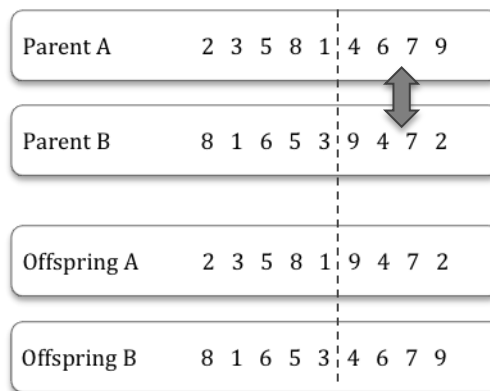 Parent A 2 3 5 8 1 4 6 7 9
Parent B 8 1 6 5 3 9 4 7 2
Offspring A 2 3 5 8 1 9 4 7 2
Offspring B 8 1 6 5 3 4 6 7 9